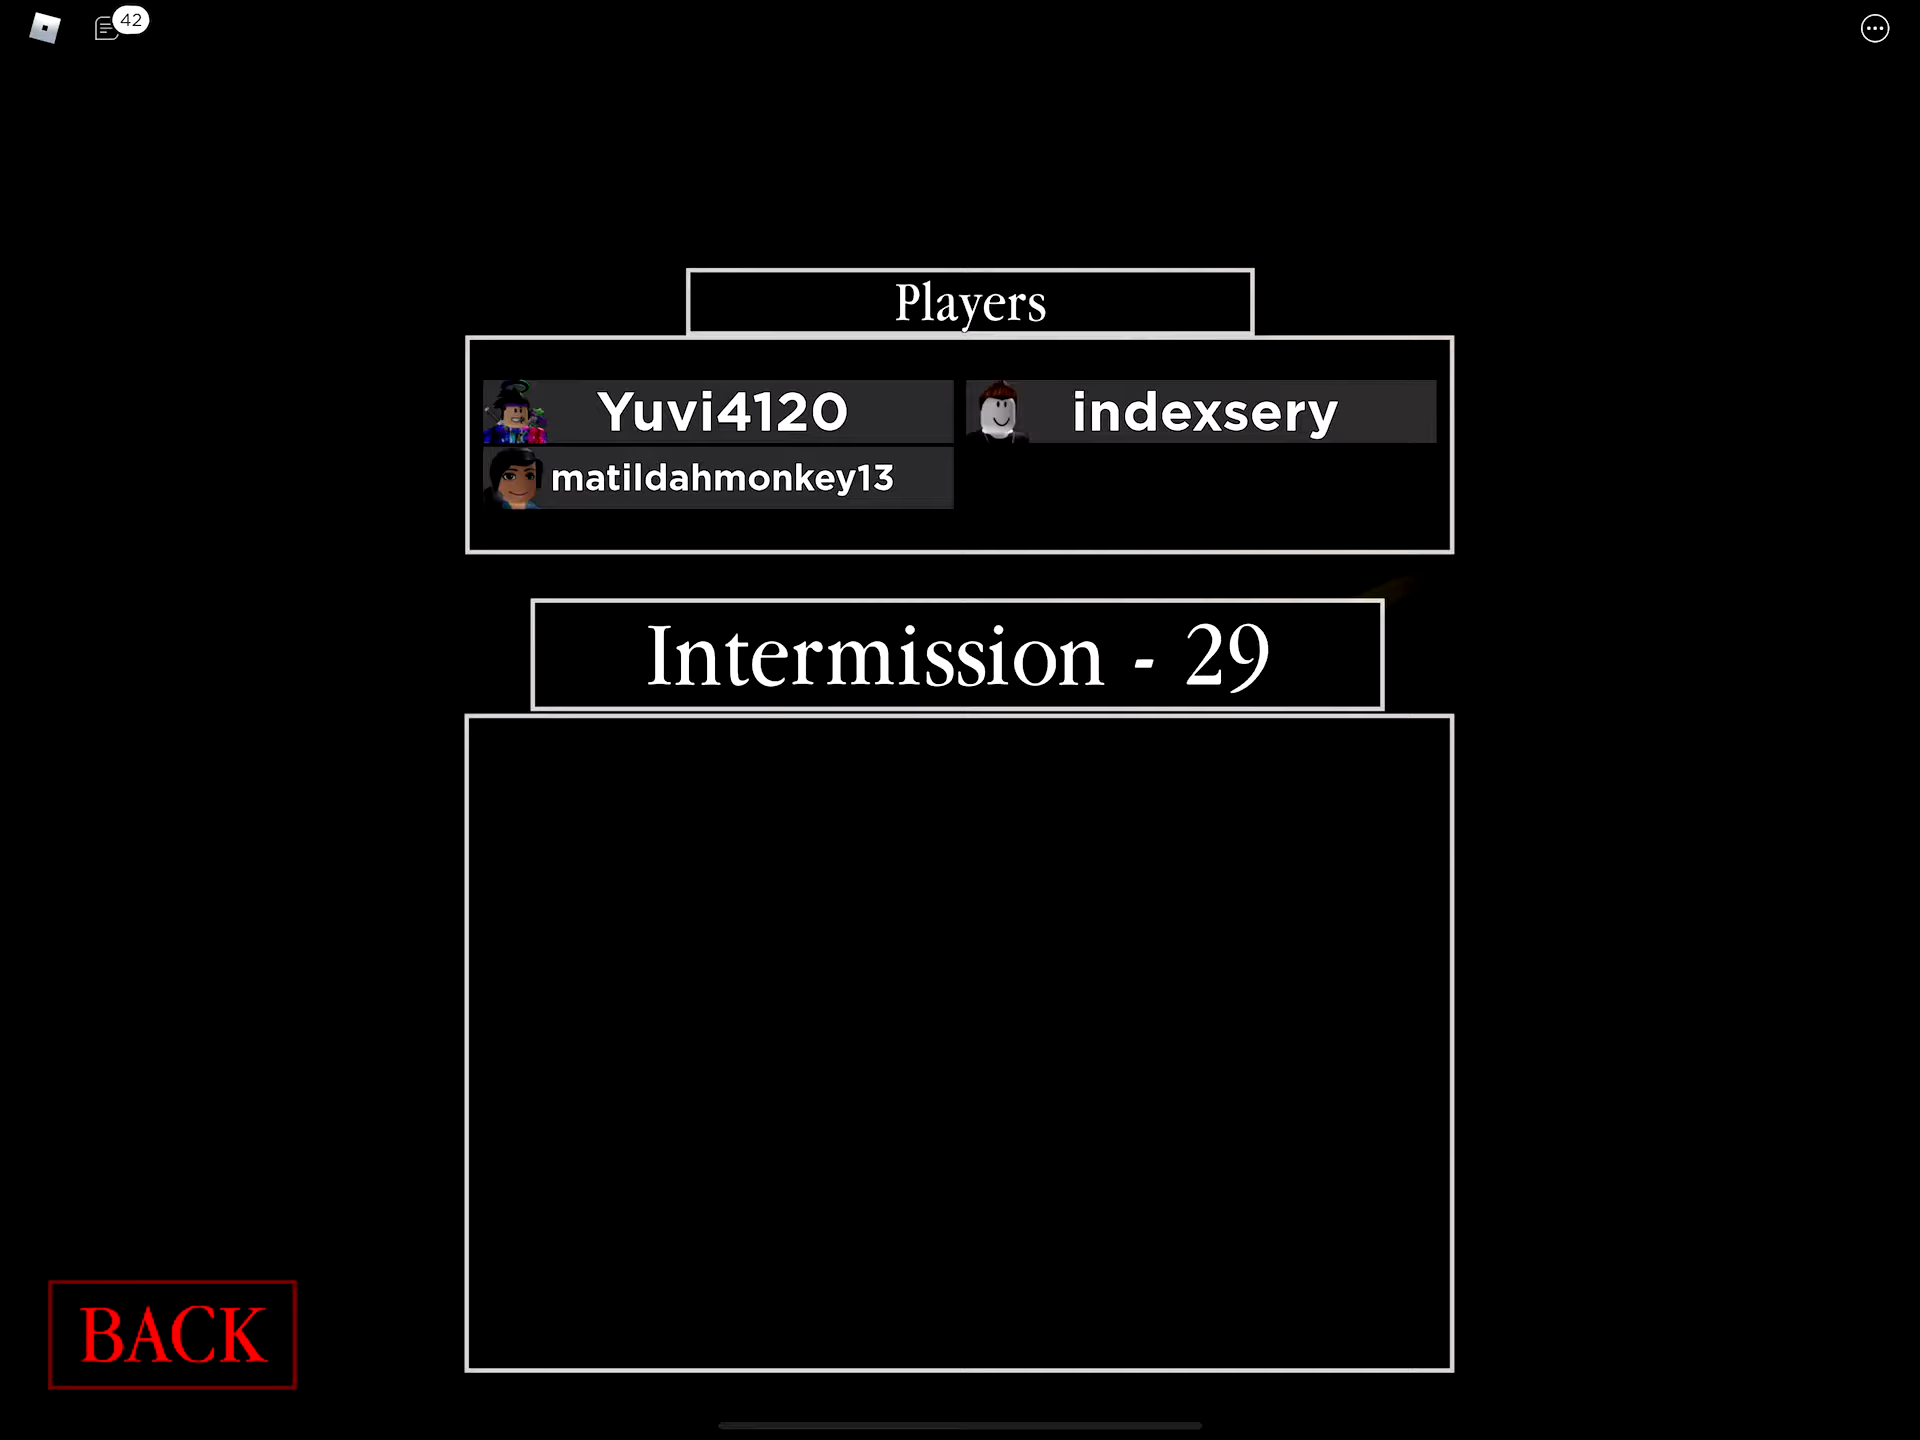 42
Players
Yuvi4120
indexsery
matildahmonkey13
Intermission - 29
BACK